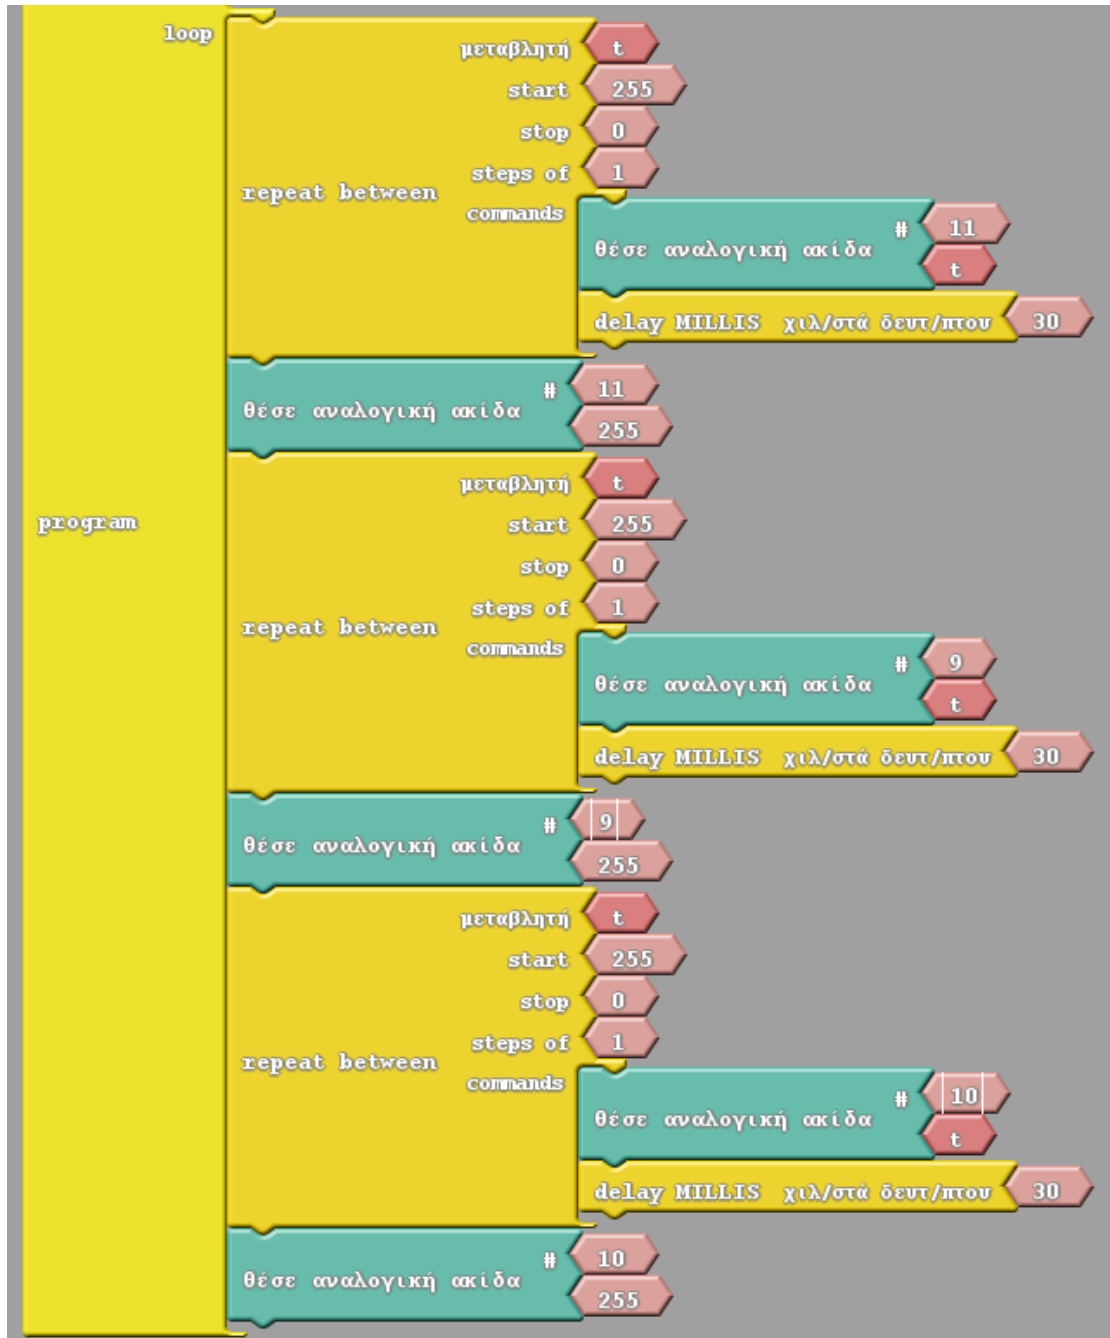 loop
μεταβλητή t
start 255
stop 0
steps of 1
repeat between
commands
# 11
θέσε αναλογική ακίδα
t
delay MILLIS χιλ/στά δευτ/πτου 30
# 11
θέσε αναλογική ακίδα
255
μεταβλητή t
start 255
program
stop 0
steps of 1
repeat between
commands
# 9
θέσε αναλογική ακίδα
t
delay MILLIS χιλ/στά δευτ/πτου 30
# 9
θέσε αναλογική ακίδα
255
μεταβλητή t
start 255
stop 0
steps of 1
repeat between
commands
# 10
θέσε αναλογική ακίδα
t
delay MILLIS χιλ/στά δευτ/πτου 30
# 10
θέσε αναλογική ακίδα
255